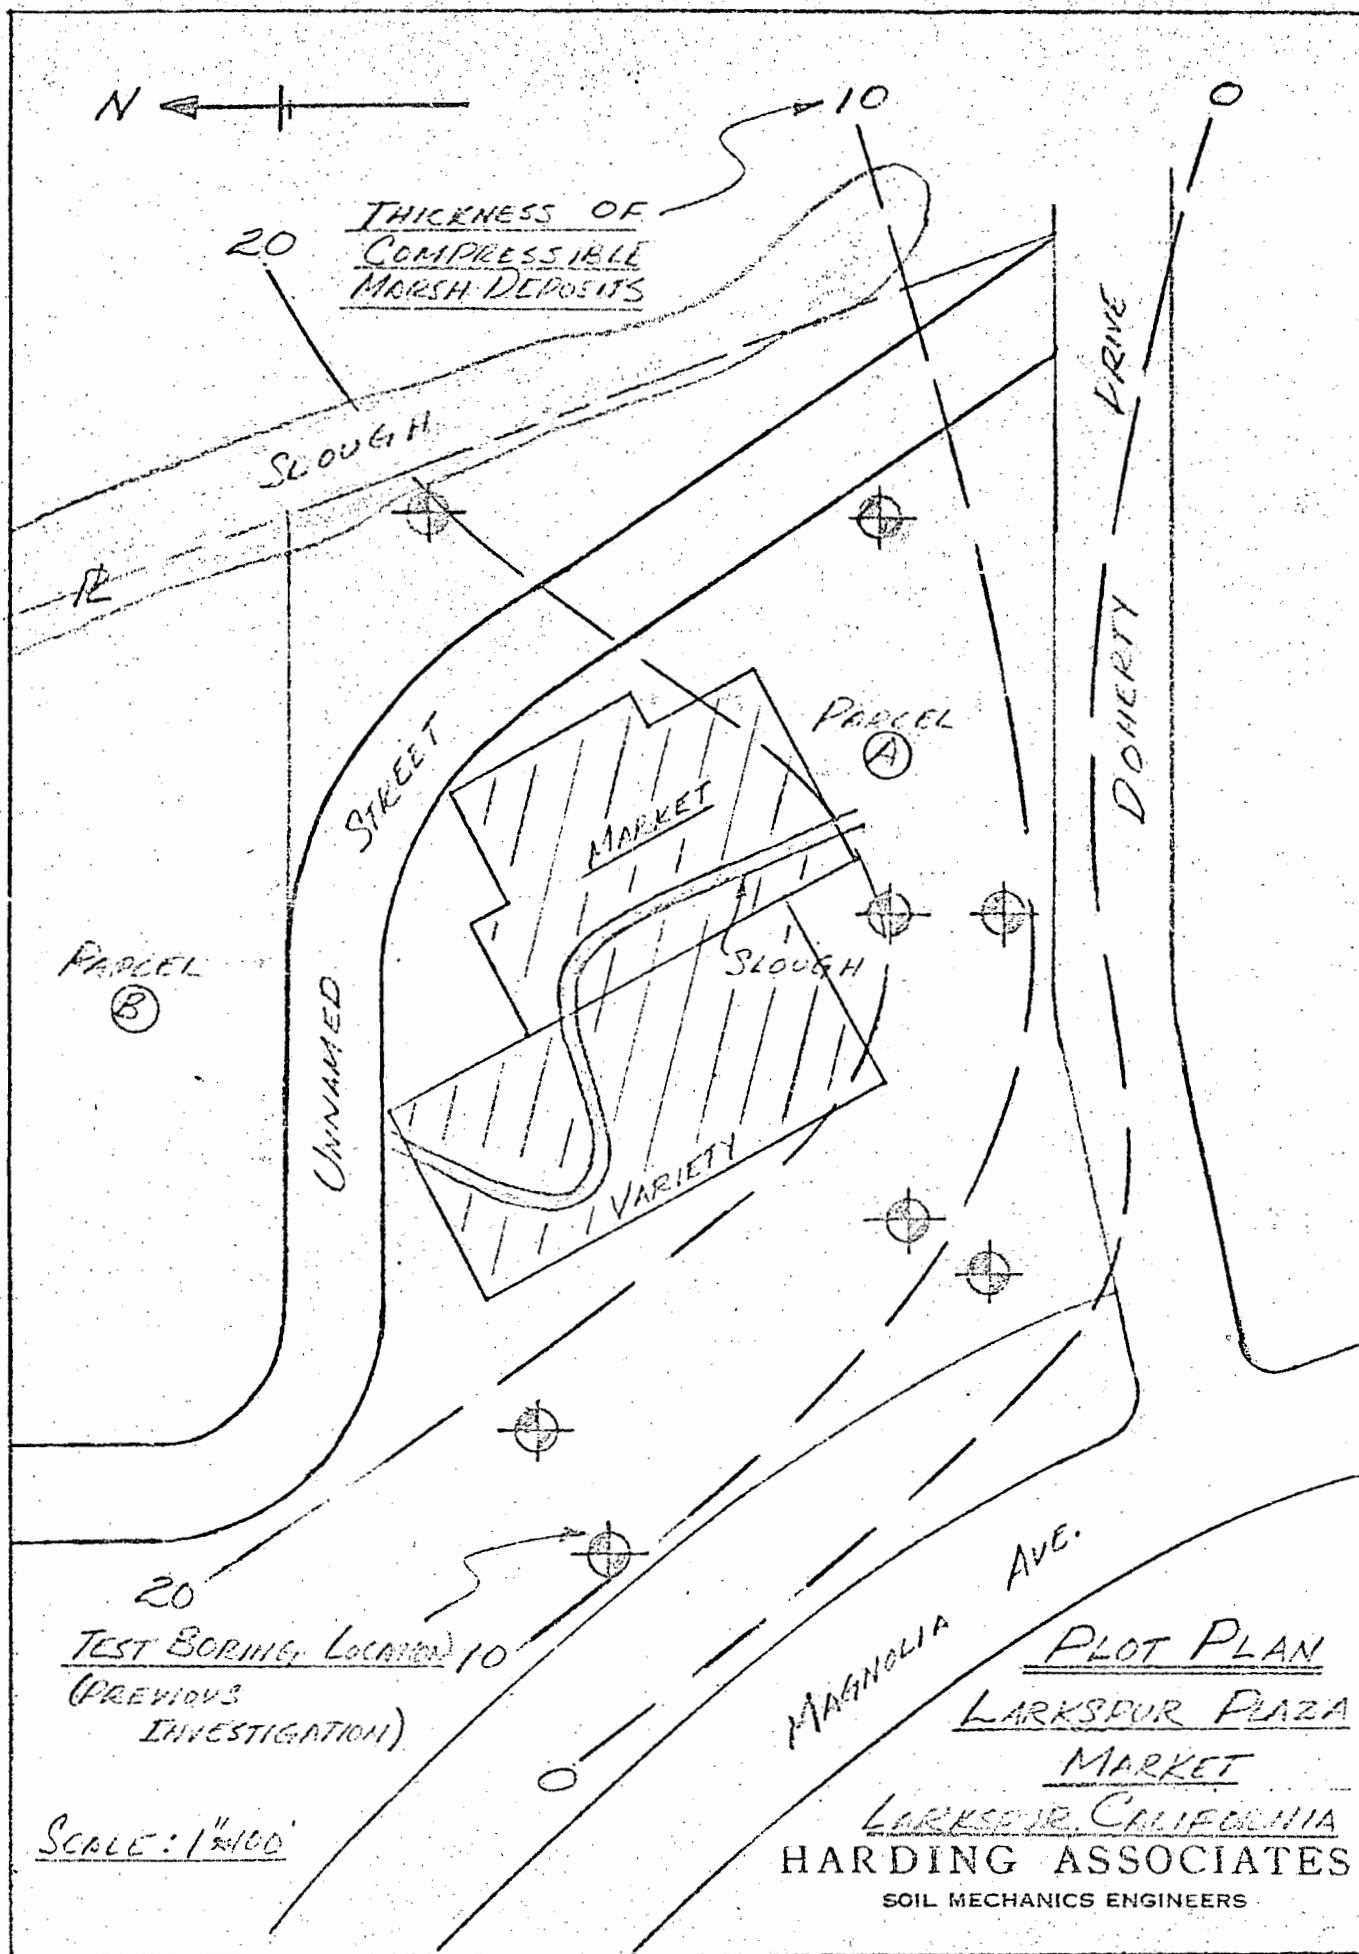 N
10
0
THICKNESS OF
COMPRESSIBLE
MARSH DEPOSITS
20
SLOUGH
PL
DOHERTY DRIVE
PARCEL
A
STREET
UNNAMED
MARKET
SLOUGH
PARCEL
B
VARIETY
20
TEST BORING LOCATION
(PREVIOUS
INVESTIGATION)
10
0
MAGNOLIA AVE.
SCALE: 1"≈100'
PLOT PLAN
LARKSPUR PLAZA
MARKET
LARKSPUR, CALIFORNIA
HARDING ASSOCIATES
SOIL MECHANICS ENGINEERS